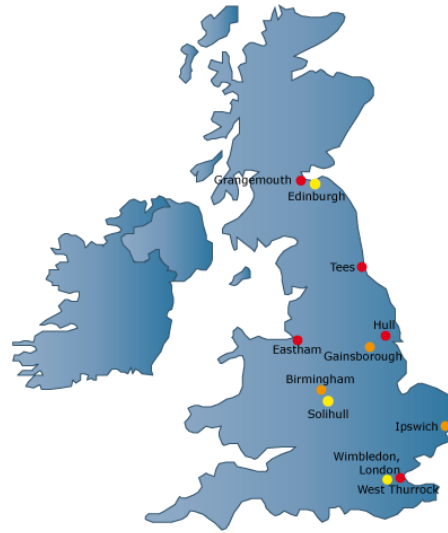 Grangemouth
Edinburgh
Tees
Hull
Eastham
Gainsborough
Birmingham
Solihull
Ipswich
Wimbledon,
London
West Thurrock